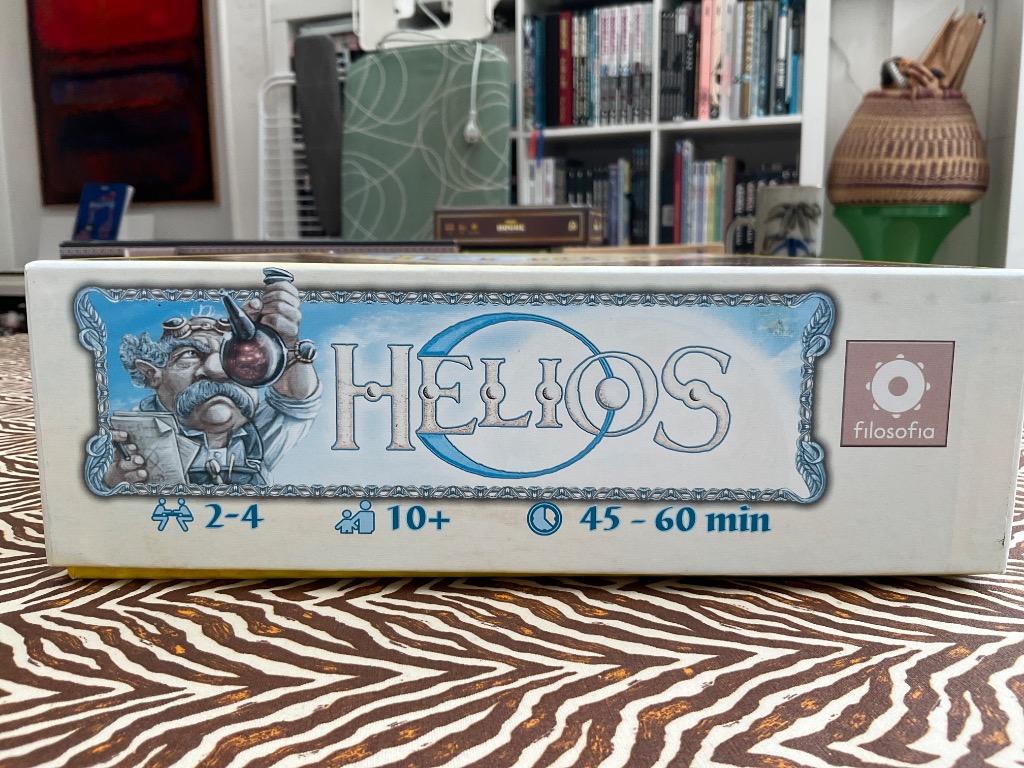 HELIOS
filosofia
2-4
10+
45 - 60 min